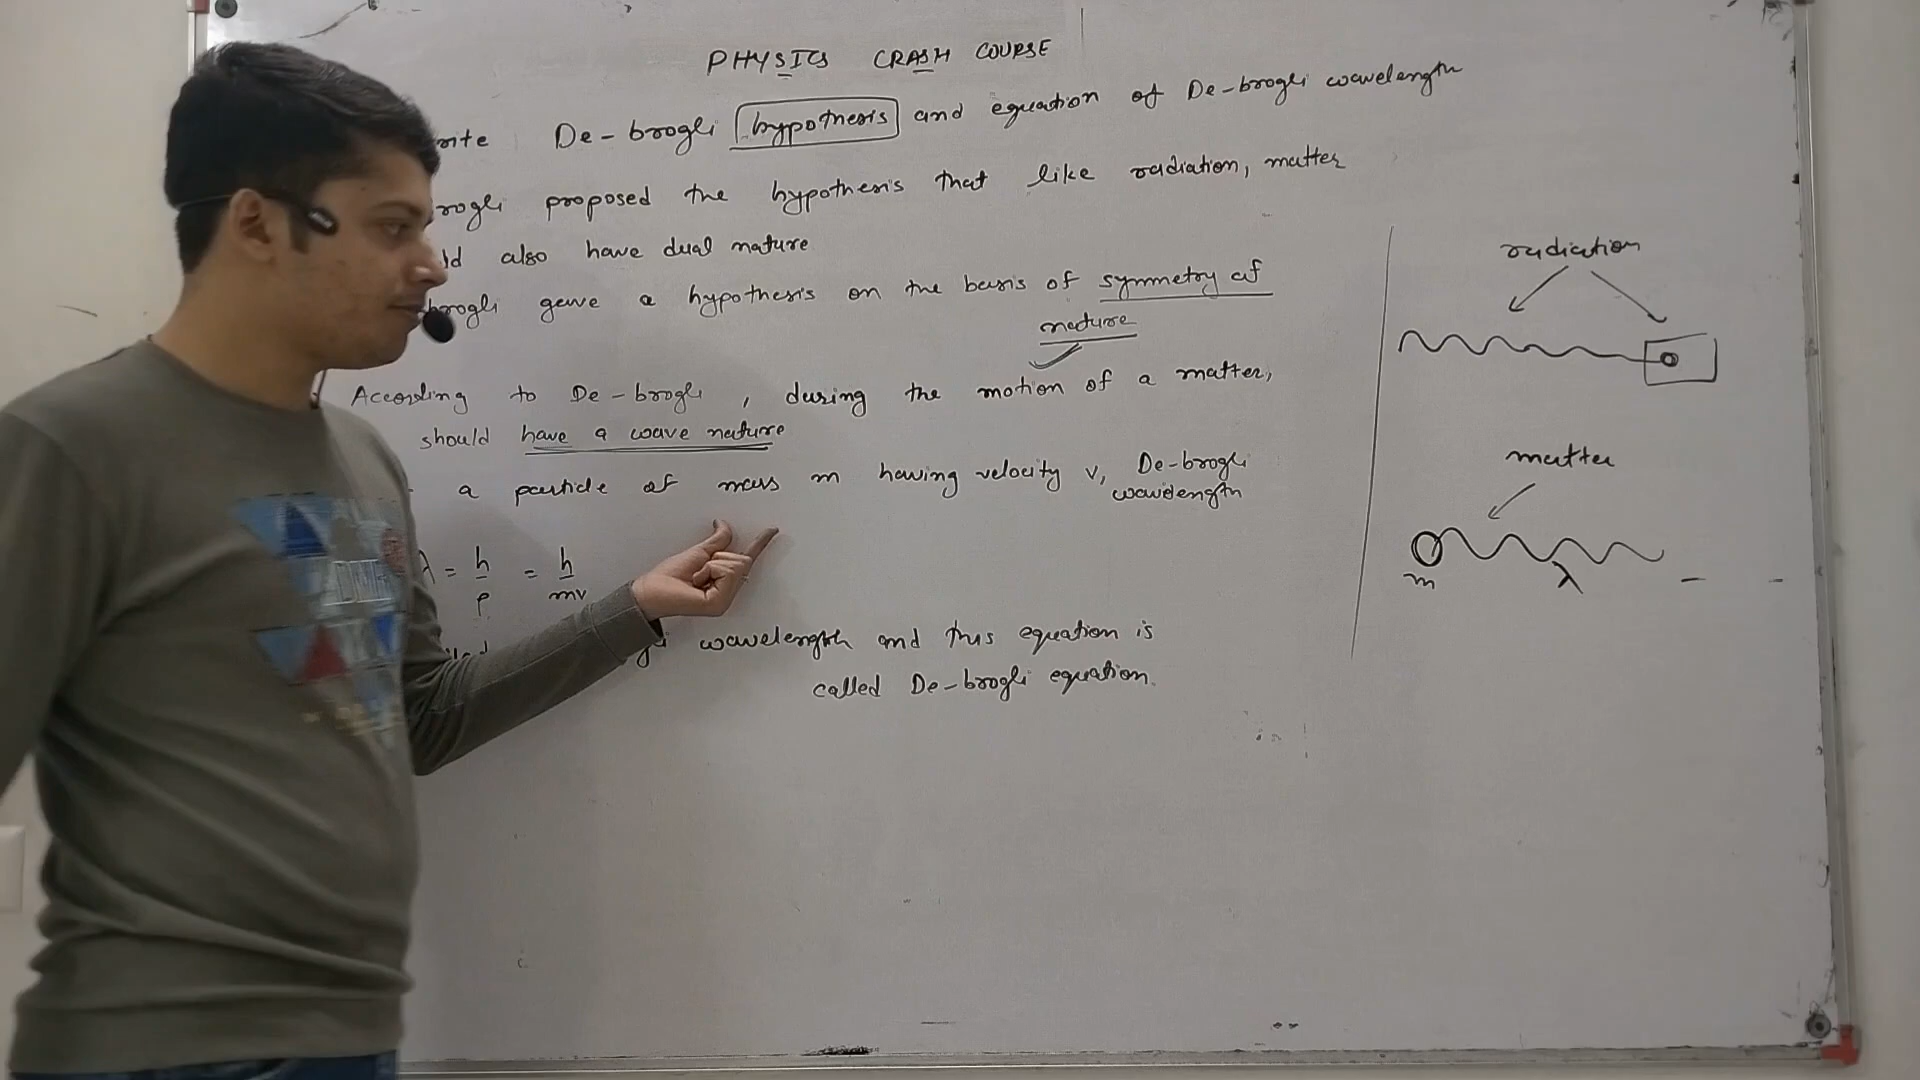 PHYSICS CRASH COURSE
rite De-brogli hypothesis and equation of De-brogli wavelength
rogli proposed the hypothesis that like radiation, matter
ld also have dual nature
brogli gave a hypothesis on the basis of symmetry of
nature
According to De-brogli, during the motion of a matter,
should have a wave nature
a particle of mass m having velocity v, De-brogli
wavelength
λ = h/p = h/mv
wavelength and this equation is
called De-brogli equation.
radiation
matter
m λ